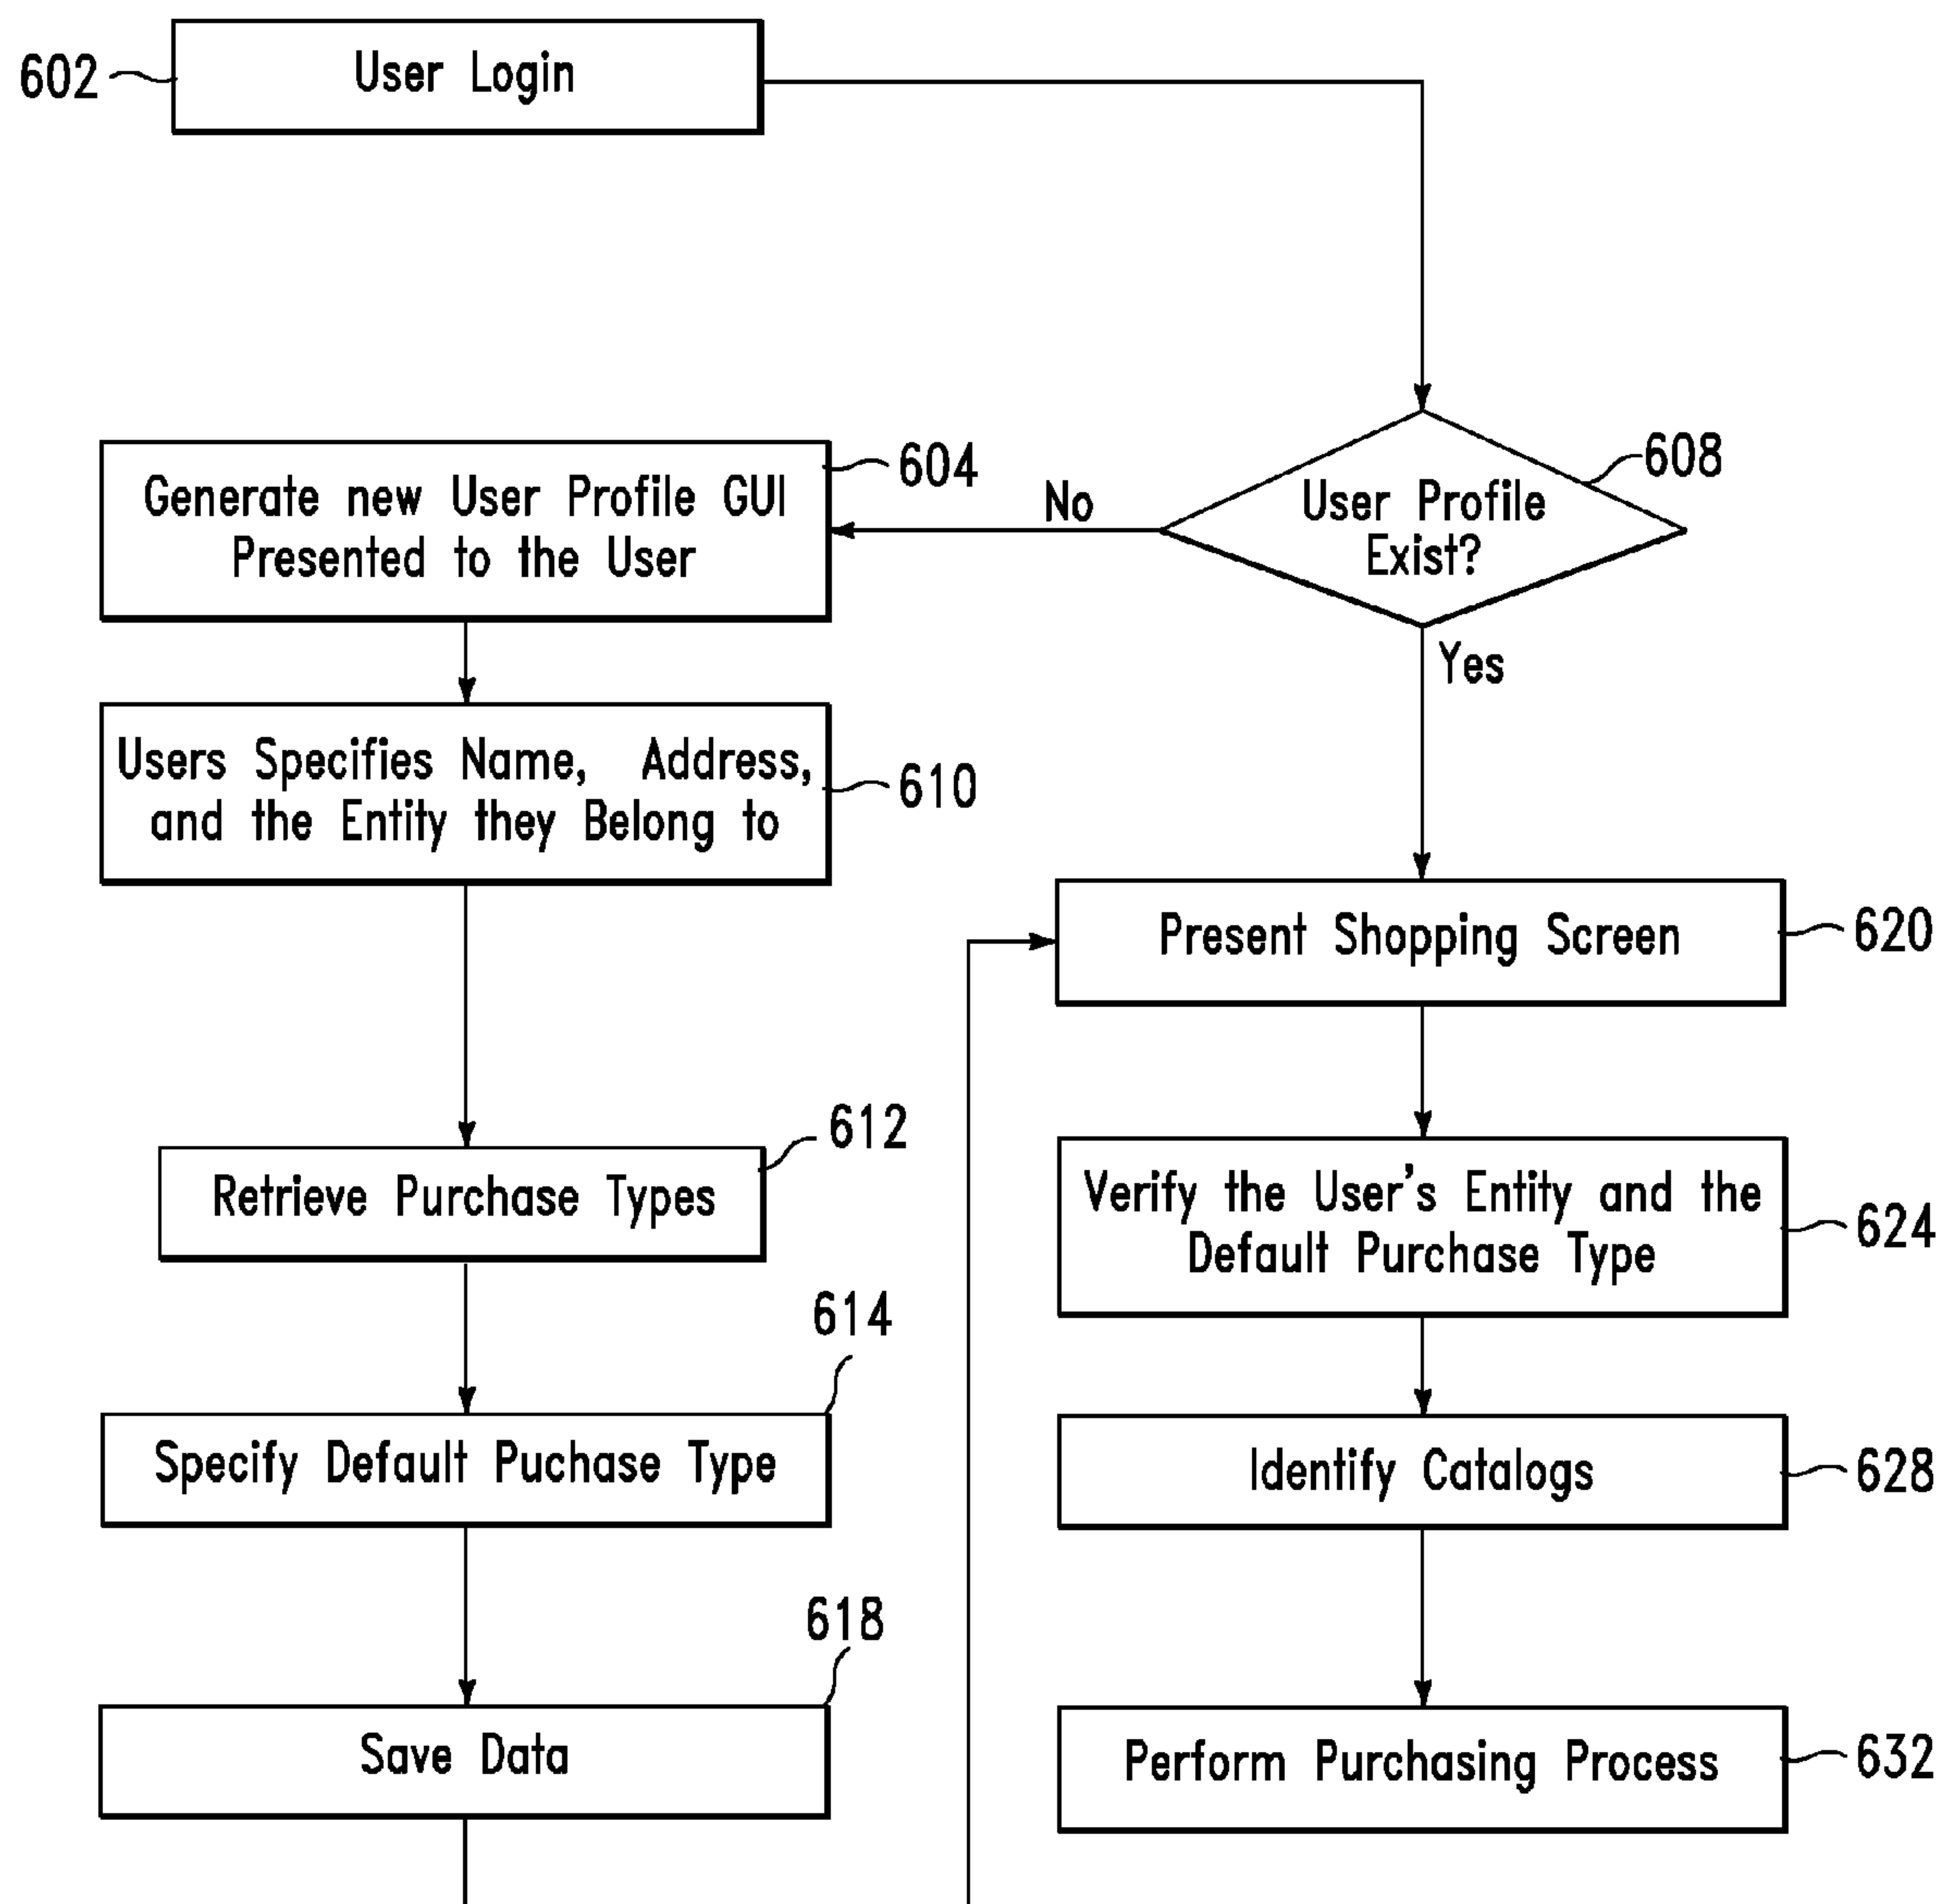 602
User Login
604
Generate new User Profile GUI
Presented to the User
No
608
User Profile
Exist?
Yes
Users Specifies Name, Address,
and the Entity they Belong to
610
Present Shopping Screen
620
612
Retrieve Purchase Types
Verify the User's Entity and the
Default Purchase Type
624
614
Specify Default Puchase Type
Identify Catalogs
628
618
Save Data
Perform Purchasing Process
632